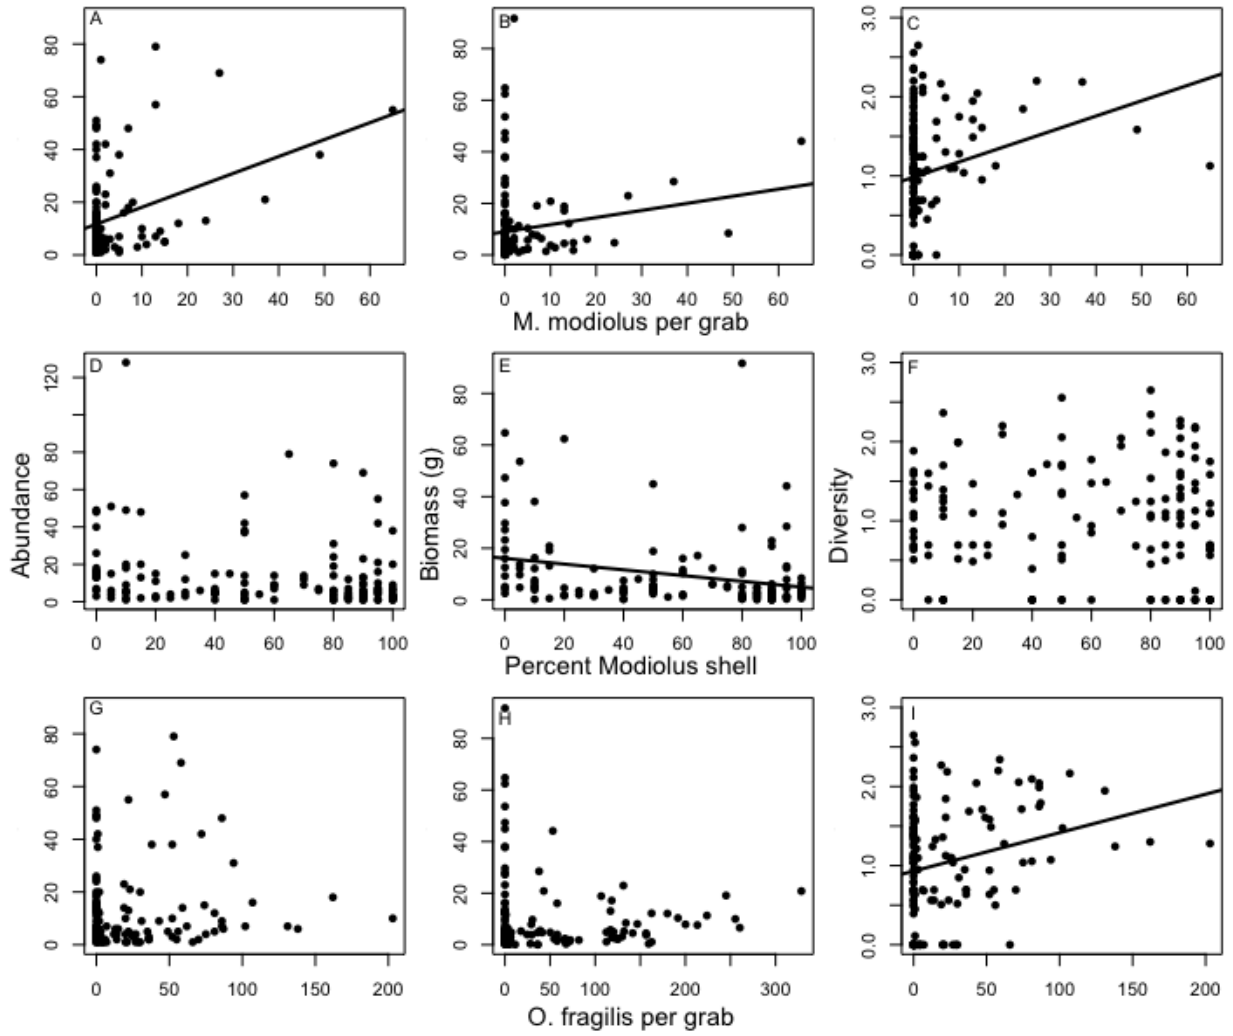 A B C
80 60 40 20 0
80 60 40 20 0
3.0 2.0 1.0 0.0
0 10 20 30 40 50 60
0 10 20 30 40 50 60
0 10 20 30 40 50 60
M. modiolus per grab
D E F
120 80 60 40 20 0
80 60 40 20 0
3.0 2.0 1.0 0.0
Abundance
Biomass (g)
Diversity
0 20 40 60 80 100
0 20 40 60 80 100
0 20 40 60 80 100
Percent Modiolus shell
G H I
80 60 40 20 0
80 60 40 20 0
3.0 2.0 1.0 0.0
0 50 100 150 200
0 50 100 200 300
0 50 100 150 200
O. fragilis per grab